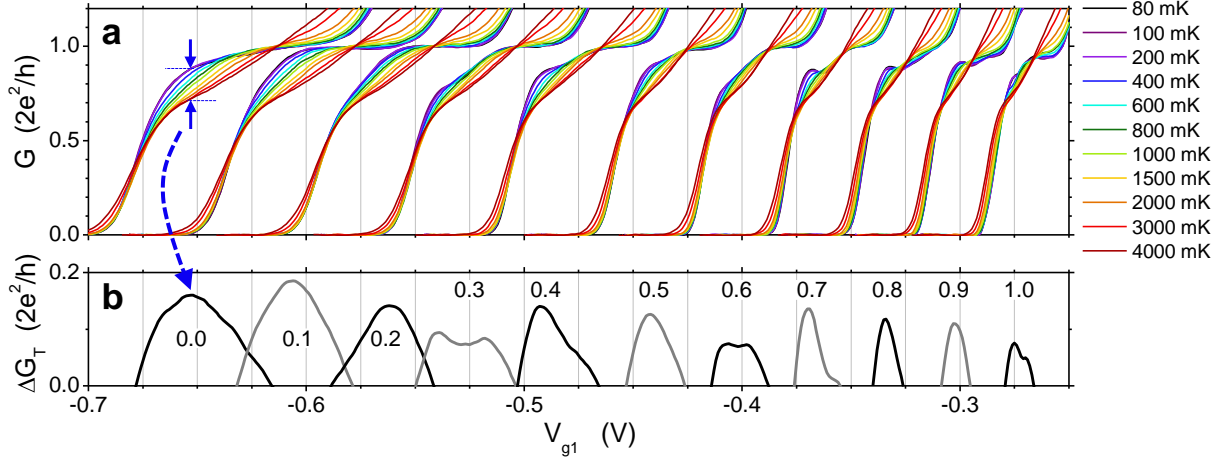 a
G (2e²/h)
1.0
0.5
0.0
80 mK
100 mK
200 mK
400 mK
600 mK
800 mK
1000 mK
1500 mK
2000 mK
3000 mK
4000 mK
b
ΔG_T (2e²/h)
0.2
0.0
0.0
0.1
0.2
0.3
0.4
0.5
0.6
0.7
0.8
0.9
1.0
-0.7
-0.6
-0.5
-0.4
-0.3
V_g1 (V)